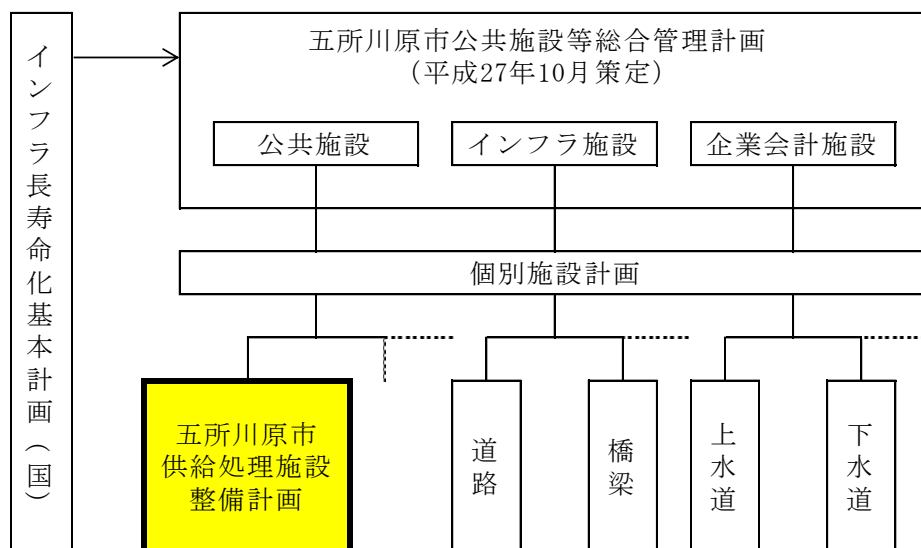 インフラ長寿命化基本計画（国）
五所川原市公共施設等総合管理計画
（平成27年10月策定）
公共施設
インフラ施設
企業会計施設
個別施設計画
五所川原市
供給処理施設
整備計画
道路
橋梁
上水道
下水道